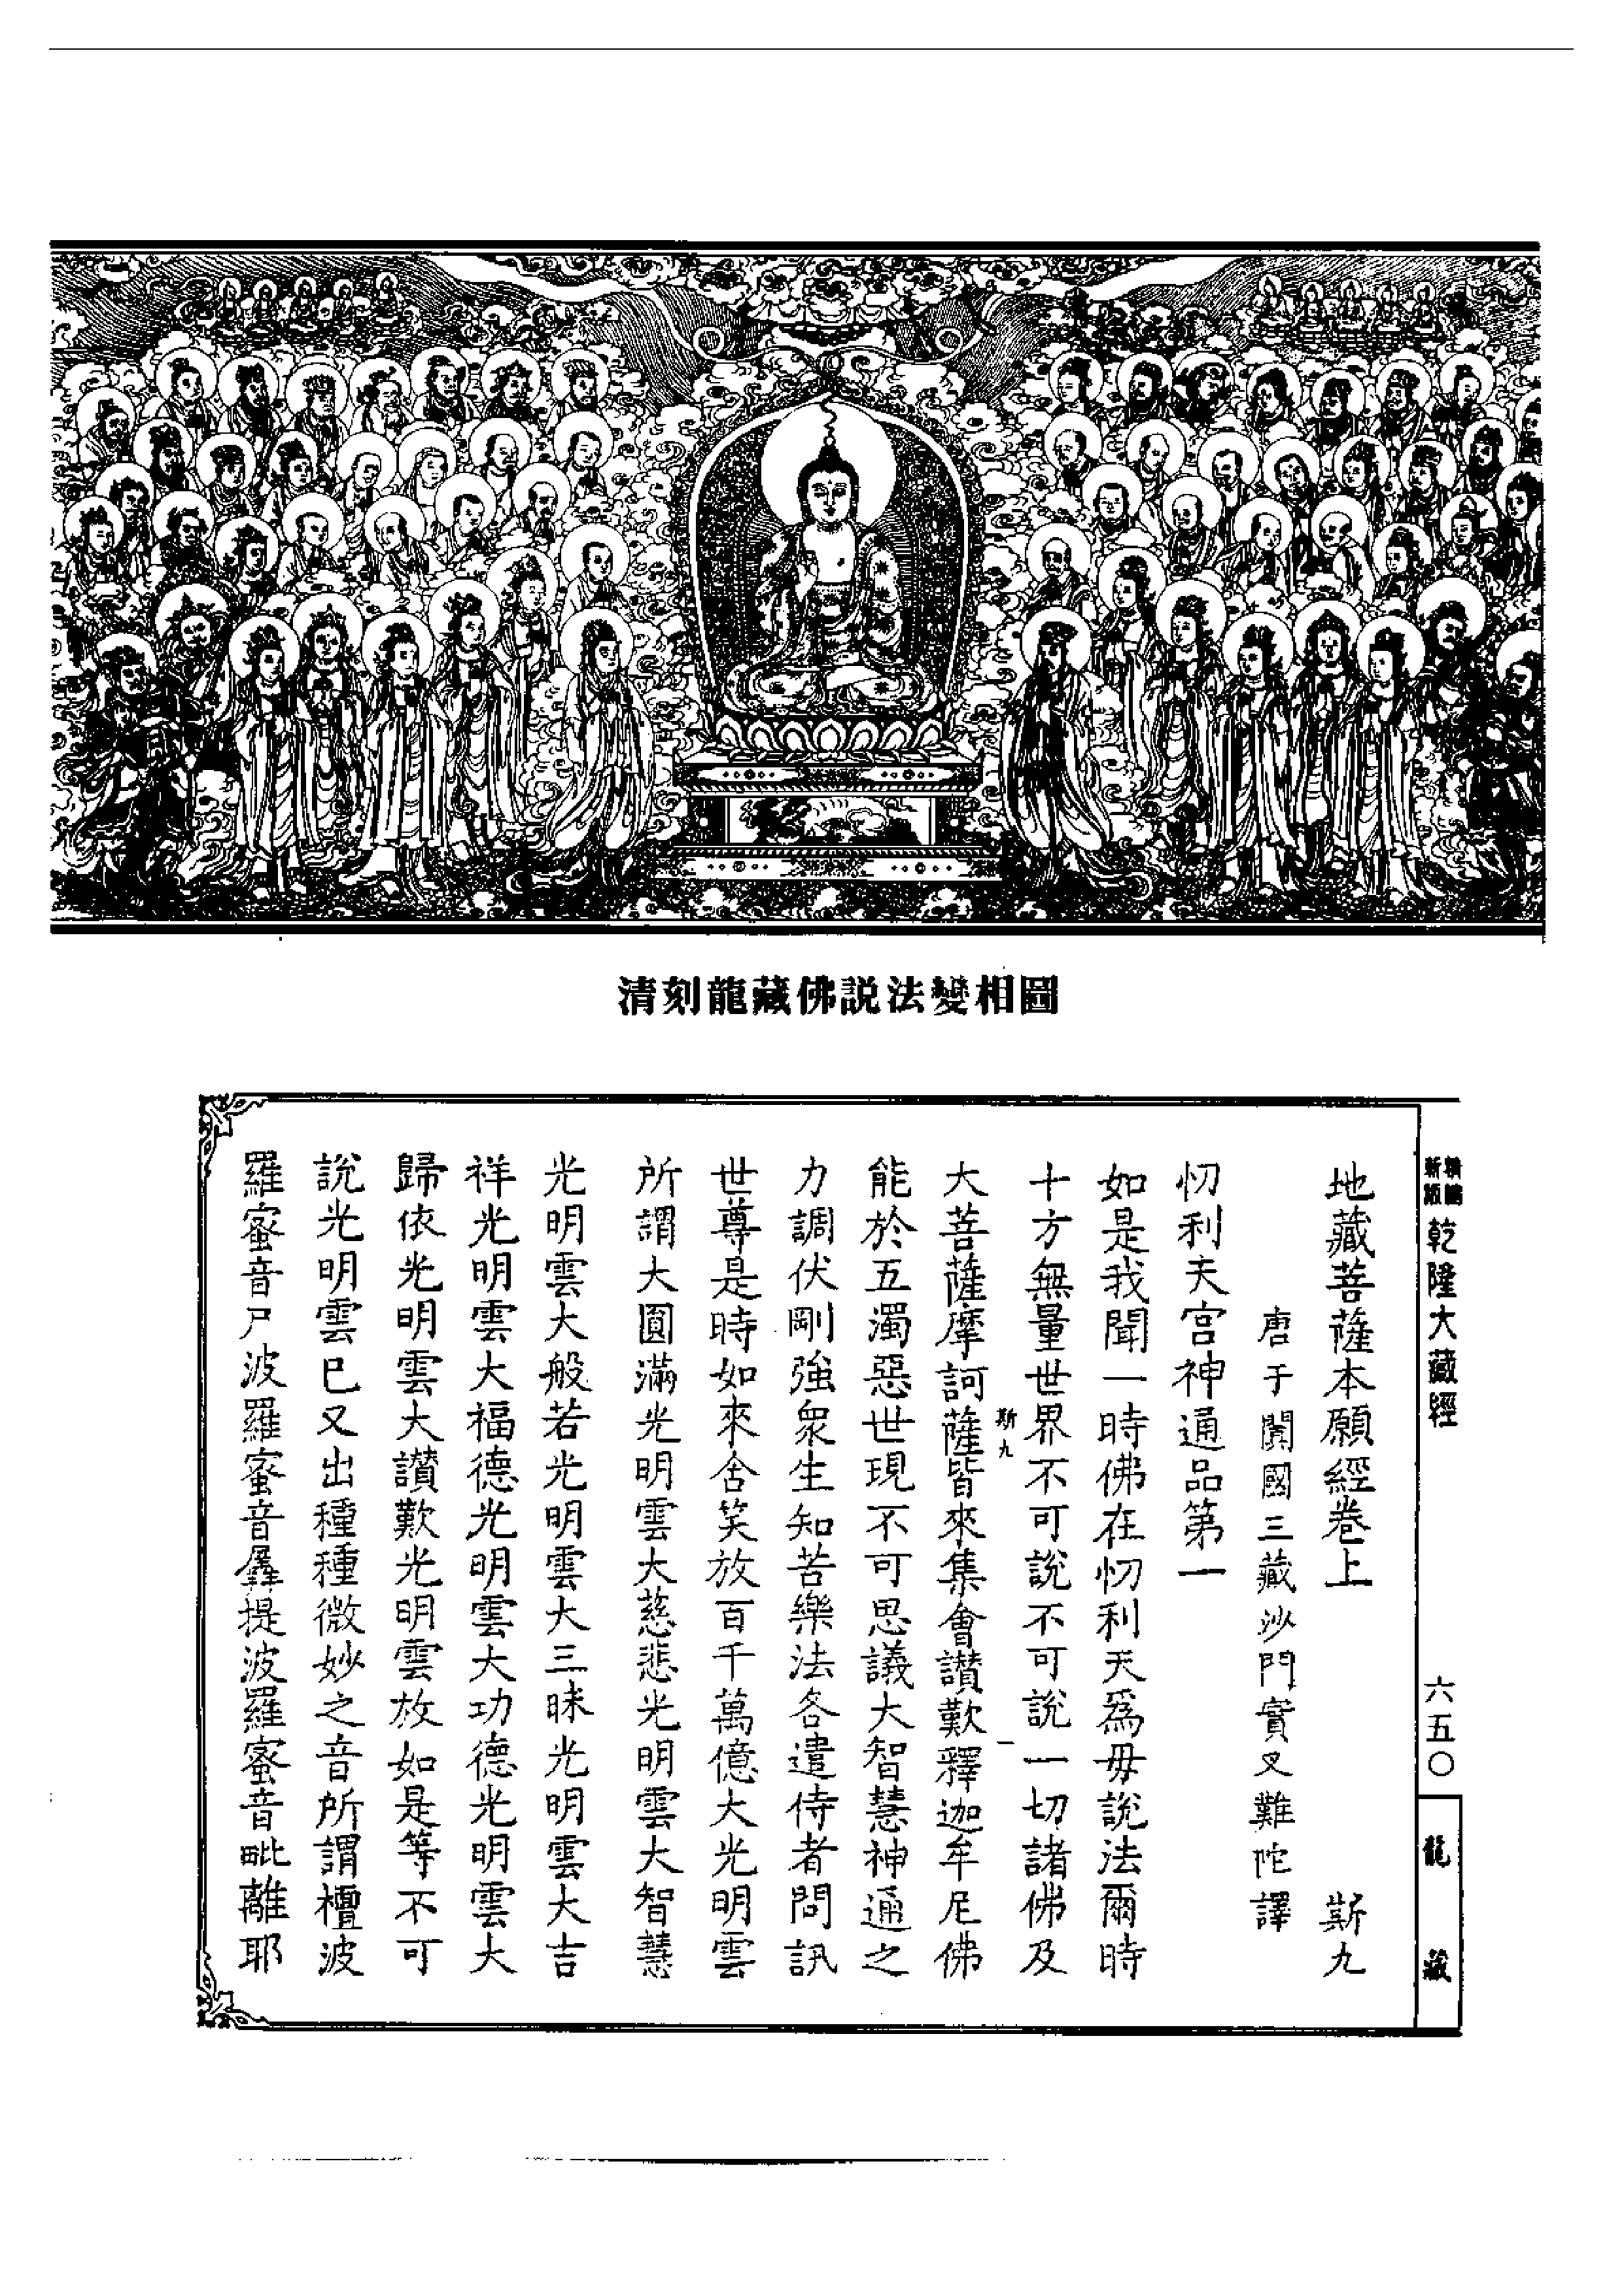 清刻龍藏佛說法變相圖
乾隆大藏經
六五〇
龍藏
地藏菩薩本願經卷上 斯九
唐于闐國三藏沙門實叉難陀譯
忉利天宮神通品第一
如是我聞一時佛在忉利天爲母說法爾時
十方無量世界不可說不可說一切諸佛及
斯九 一
大菩薩摩訶薩皆來集會讚歎釋迦牟尼佛
能於五濁惡世現不可思議大智慧神通之
力調伏剛強衆生知苦樂法各遣侍者問訊
世尊是時如來含笑放百千萬億大光明雲
所謂大圓滿光明雲大慈悲光明雲大智慧
光明雲大般若光明雲大三昧光明雲大吉
祥光明雲大福德光明雲大功德光明雲大
歸依光明雲大讚歎光明雲放如是等不可
說光明雲已又出種種微妙之音所謂檀波
羅蜜音尸波羅蜜音羼提波羅蜜音毗離耶